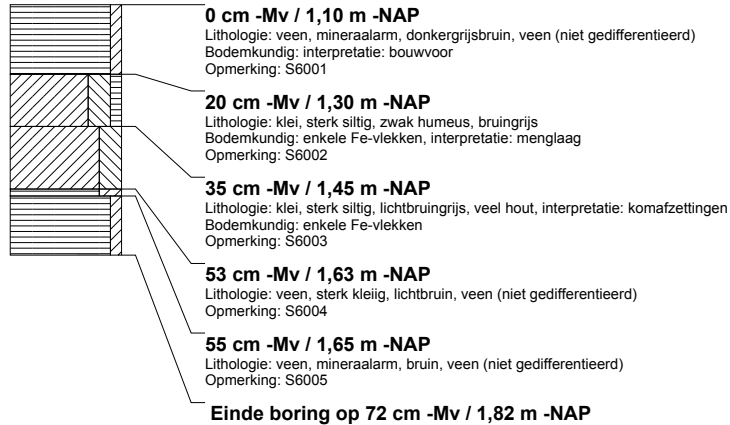 0 cm -Mv / 1,10 m -NAP
Lithologie: veen, mineraalarm, donkergrijsbruin, veen (niet gedifferentieerd)
Bodemkundig: interpretatie: bouwvoor
Opmerking: S6001
20 cm -Mv / 1,30 m -NAP
Lithologie: klei, sterk siltig, zwak humeus, bruingrijs
Bodemkundig: enkele Fe-vlekken, interpretatie: menglaag
Opmerking: S6002
35 cm -Mv / 1,45 m -NAP
Lithologie: klei, sterk siltig, lichtbruingrijs, veel hout, interpretatie: komafzettingen
Bodemkundig: enkele Fe-vlekken
Opmerking: S6003
53 cm -Mv / 1,63 m -NAP
Lithologie: veen, sterk kleiig, lichtbruin, veen (niet gedifferentieerd)
Opmerking: S6004
55 cm -Mv / 1,65 m -NAP
Lithologie: veen, mineraalarm, bruin, veen (niet gedifferentieerd)
Opmerking: S6005
Einde boring op 72 cm -Mv / 1,82 m -NAP